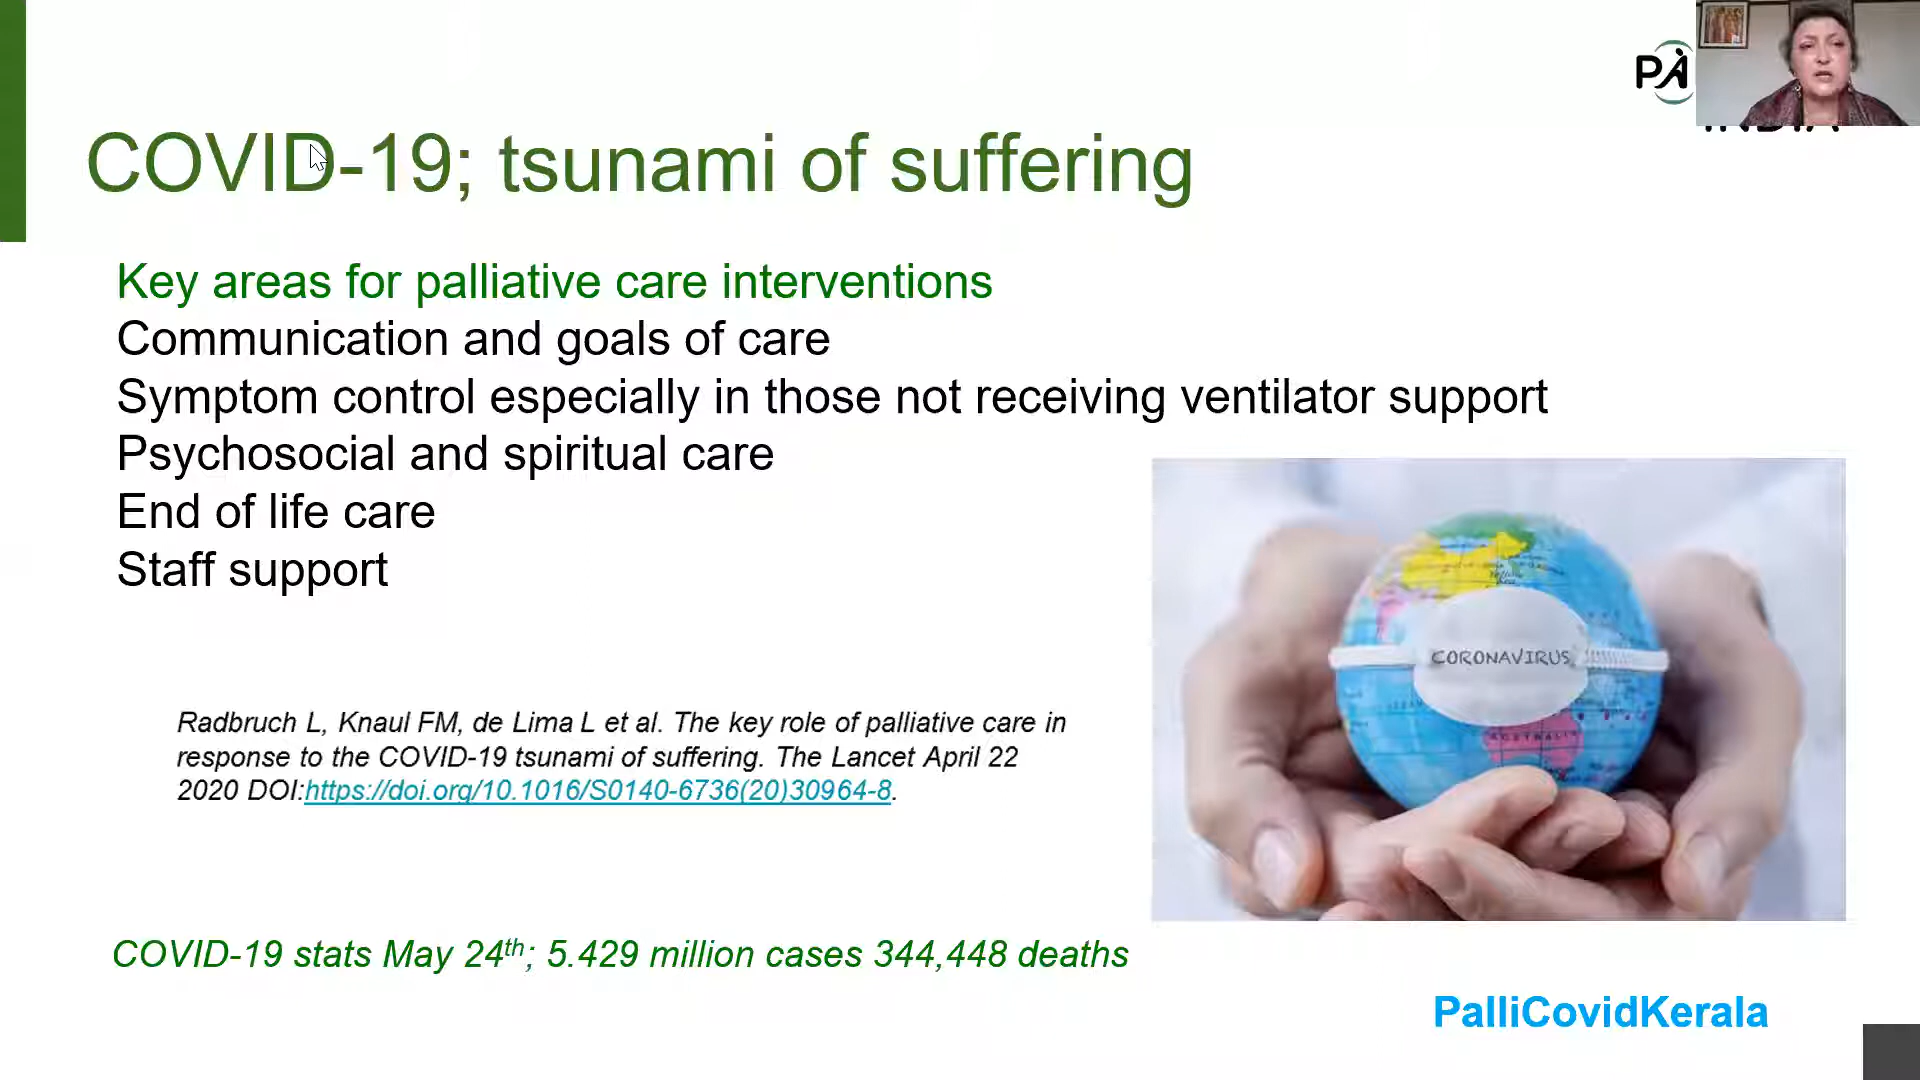 PA
INDIA
COVID-19; tsunami of suffering
Key areas for palliative care interventions
Communication and goals of care
Symptom control especially in those not receiving ventilator support
Psychosocial and spiritual care
End of life care
Staff support
CORONAVIRUS
AUSTRALIA
Radbruch L, Knaul FM, de Lima L et al. The key role of palliative care in
response to the COVID-19 tsunami of suffering. The Lancet April 22
2020 DOI:https://doi.org/10.1016/S0140-6736(20)30964-8.
COVID-19 stats May 24th; 5.429 million cases 344,448 deaths
PalliCovidKerala